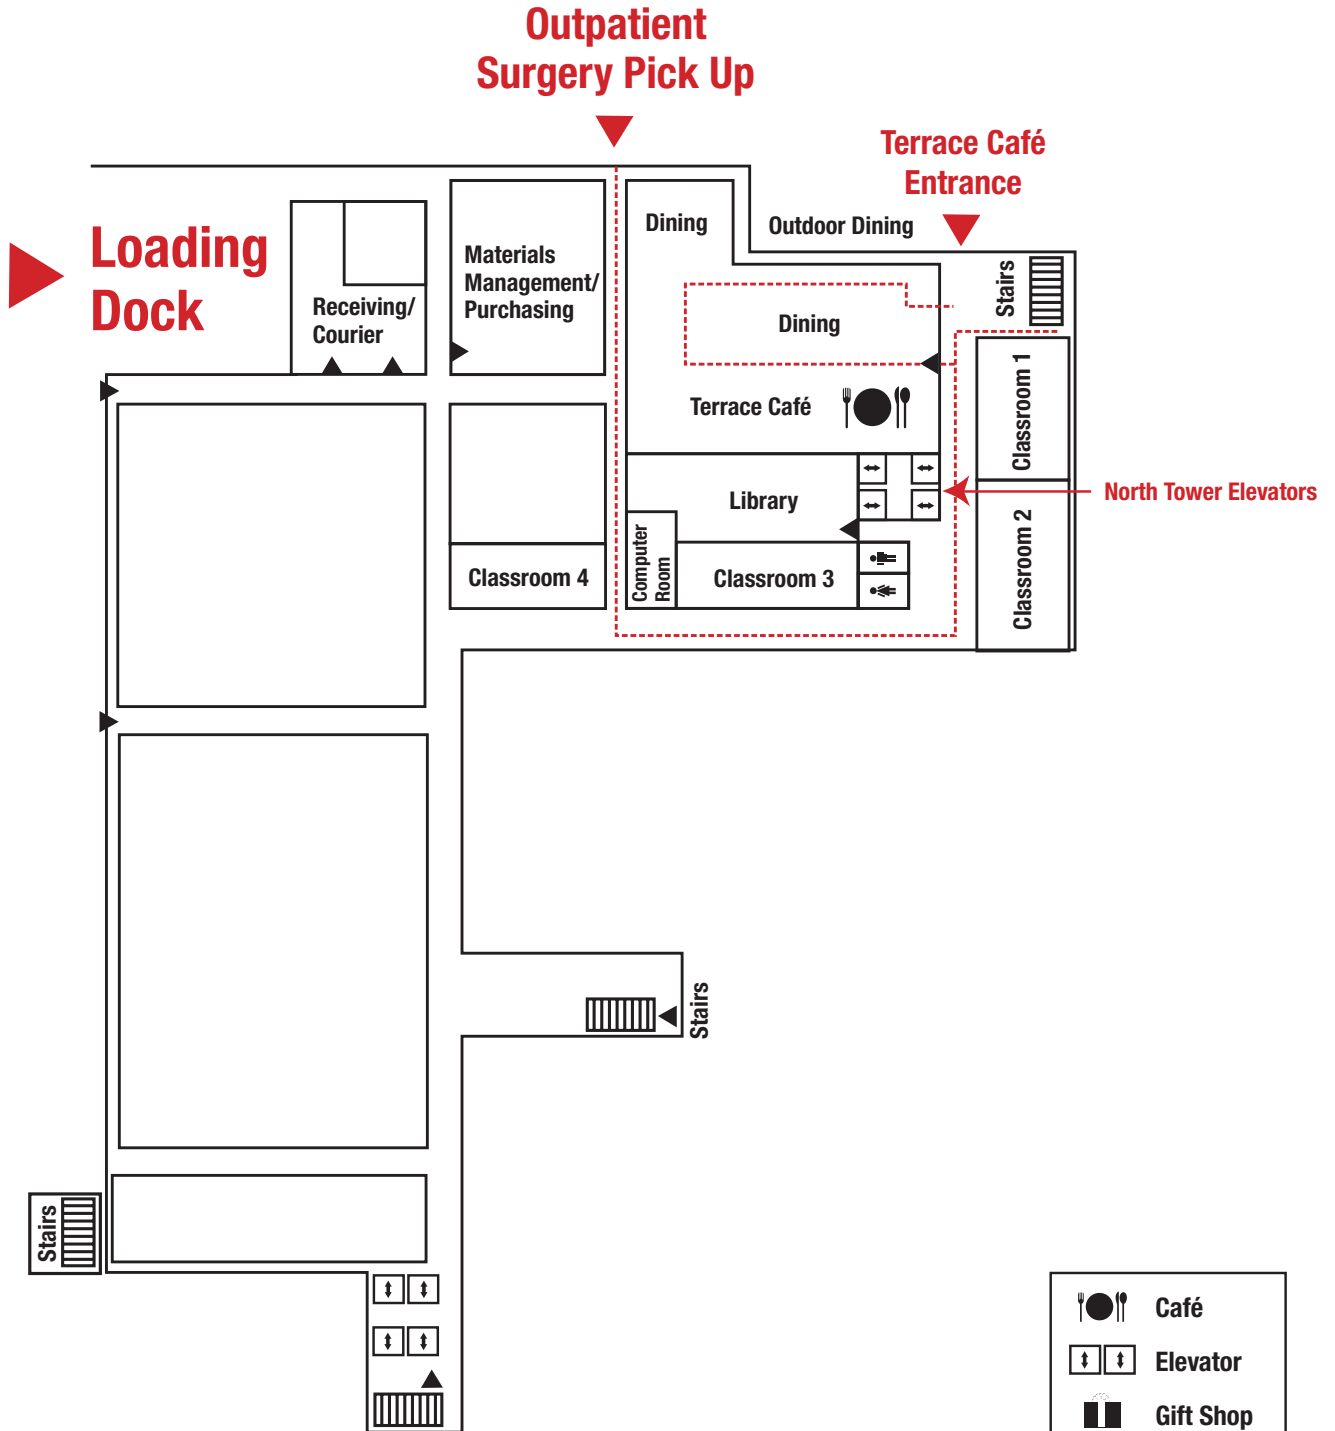 Outpatient
Surgery Pick Up
Terrace Café
Entrance
Loading
Dock
Receiving/
Courier
Materials
Management/
Purchasing
Dining
Outdoor Dining
Stairs
Dining
Terrace Café
Classroom 1
North Tower Elevators
Library
Classroom 2
Classroom 4
Computer
Room
Classroom 3
Stairs
Stairs
Café
Elevator
Gift Shop